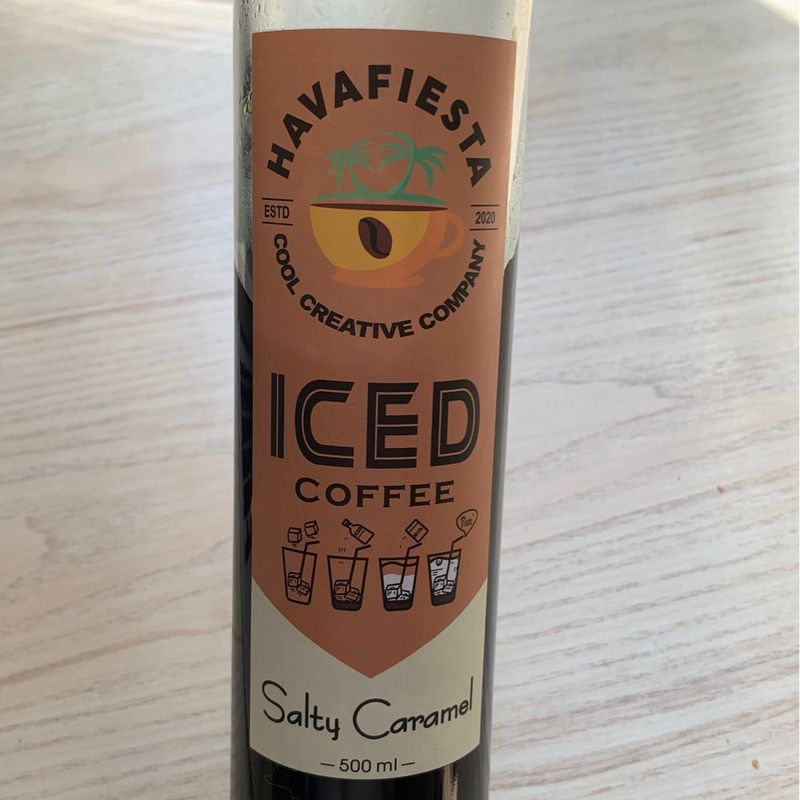 HAVAFIESTA
ESTD
2020
COOL CREATIVE COMPANY
ICED
COFFEE
Salty Caramel
500 ml